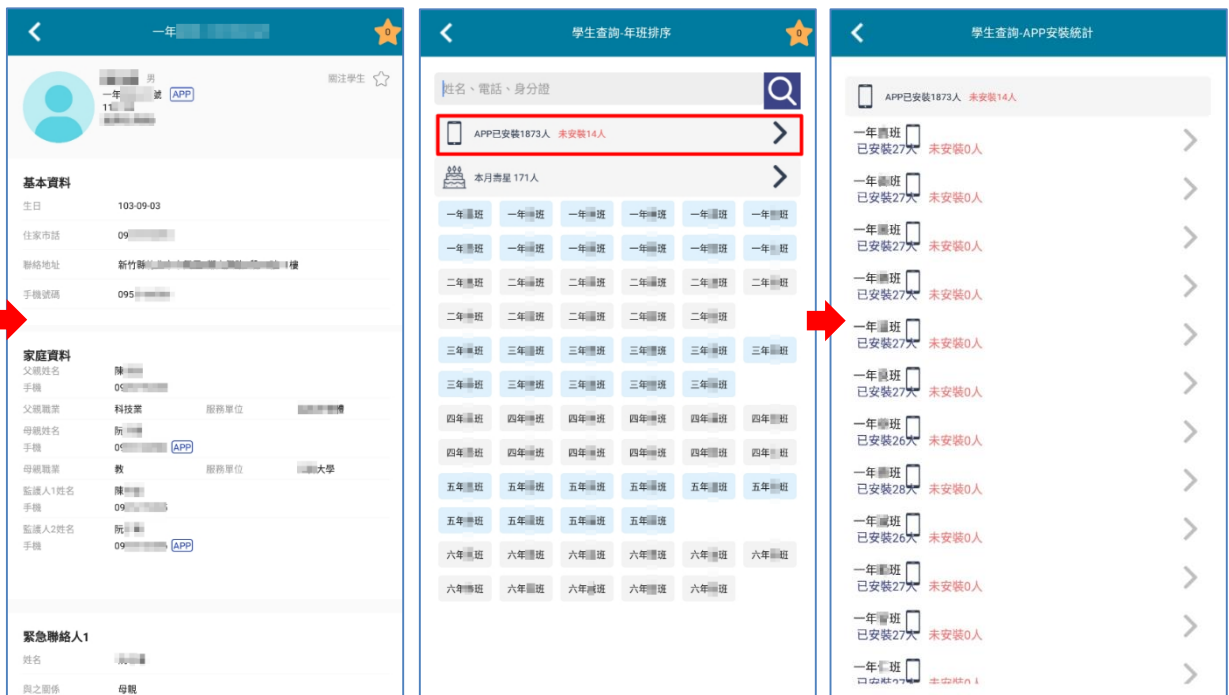 一年
0
男
關注學生
一年 號 APP
11
基本資料
生日 103-09-03
住家市話 09
聯絡地址 新竹縣 1樓
手機號碼 095
家庭資料
父親姓名 陳
手機 09
父親職業 科技業 服務單位
母親姓名 阮
手機 09 APP
母親職業 教 服務單位 大學
監護人1姓名 陳
手機 09
監護人2姓名 阮
手機 09 APP
緊急聯絡人1
姓名
與之關係 母親
學生查詢-年班排序
0
姓名、電話、身分證
APP已安裝1873人 未安裝14人
本月壽星 171人
一年 班 一年 班 一年 班 一年 班 一年 班 一年 班
一年 班 一年 班 一年 班 一年 班 一年 班 一年 班
二年 班 二年 班 二年 班 二年 班 二年 班 二年 班
二年 班 二年 班 二年 班 二年 班 二年 班
三年 班 三年 班 三年 班 三年 班 三年 班 三年 班
三年 班 三年 班 三年 班 三年 班 三年 班
四年 班 四年 班 四年 班 四年 班 四年 班 四年 班
四年 班 四年 班 四年 班 四年 班 四年 班 四年 班
五年 班 五年 班 五年 班 五年 班 五年 班 五年 班
五年 班 五年 班 五年 班 五年 班
六年 班 六年 班 六年 班 六年 班 六年 班 六年 班
六年 班 六年 班 六年 班 六年 班 六年 班
學生查詢-APP安裝統計
APP已安裝1873人 未安裝14人
一年 班
已安裝27人 未安裝0人
一年 班
已安裝27人 未安裝0人
一年 班
已安裝27人 未安裝0人
一年 班
已安裝27人 未安裝0人
一年 班
已安裝27人 未安裝0人
一年 班
已安裝27人 未安裝0人
一年 班
已安裝26人 未安裝0人
一年 班
已安裝28人 未安裝0人
一年 班
已安裝26人 未安裝0人
一年 班
已安裝27人 未安裝0人
一年 班
已安裝27人 未安裝0人
一年 班
已安裝27人 未安裝0人